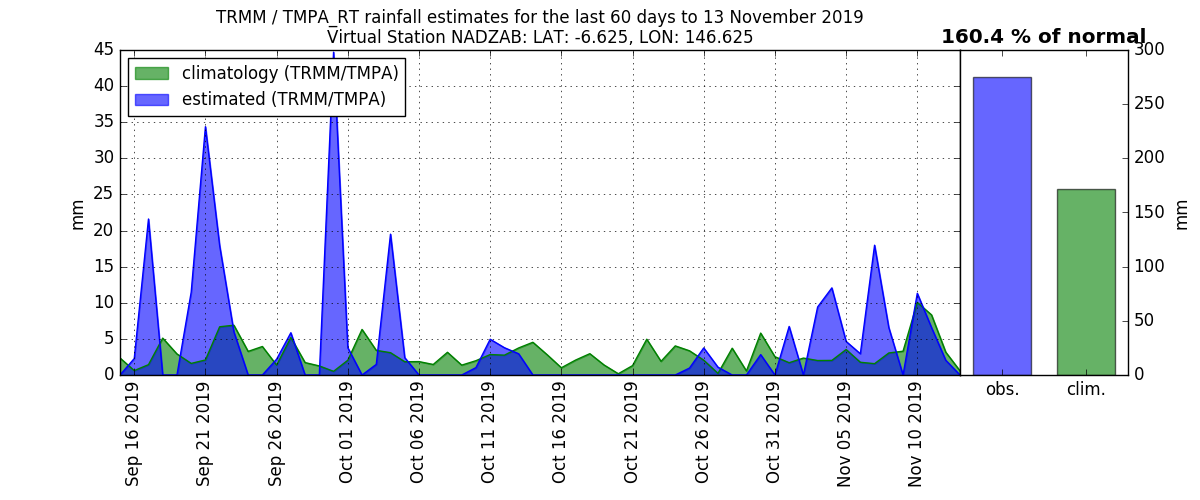 TRMM / TMPA_RT rainfall estimates for the last 60 days to 13 November 2019
Virtual Station NADZAB: LAT: -6.625, LON: 146.625
160.4 % of normal
climatology (TRMM/TMPA)
estimated (TRMM/TMPA)
mm
45
40
35
30
25
20
15
10
5
0
Sep 16 2019
Sep 21 2019
Sep 26 2019
Oct 01 2019
Oct 06 2019
Oct 11 2019
Oct 16 2019
Oct 21 2019
Oct 26 2019
Oct 31 2019
Nov 05 2019
Nov 10 2019
obs.
clim.
300
250
200
150
100
50
0
mm